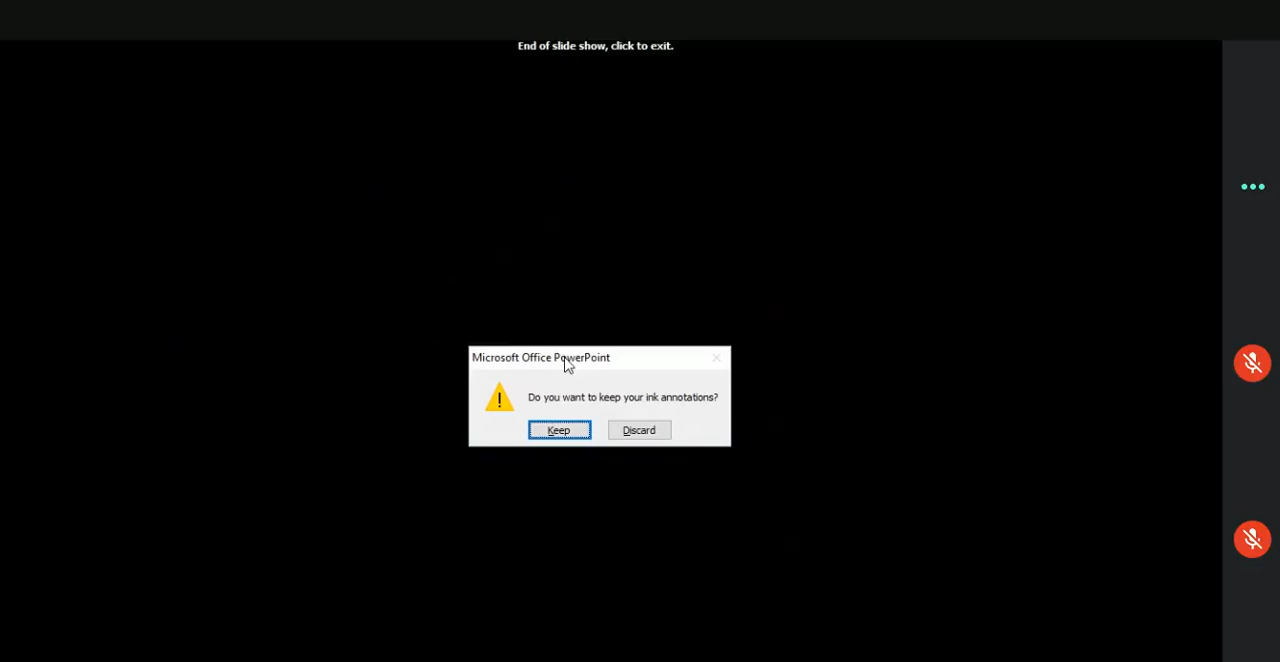 End of slide show, click to exit.
Microsoft Office PowerPoint
Do you want to keep your ink annotations?
Keep
Discard